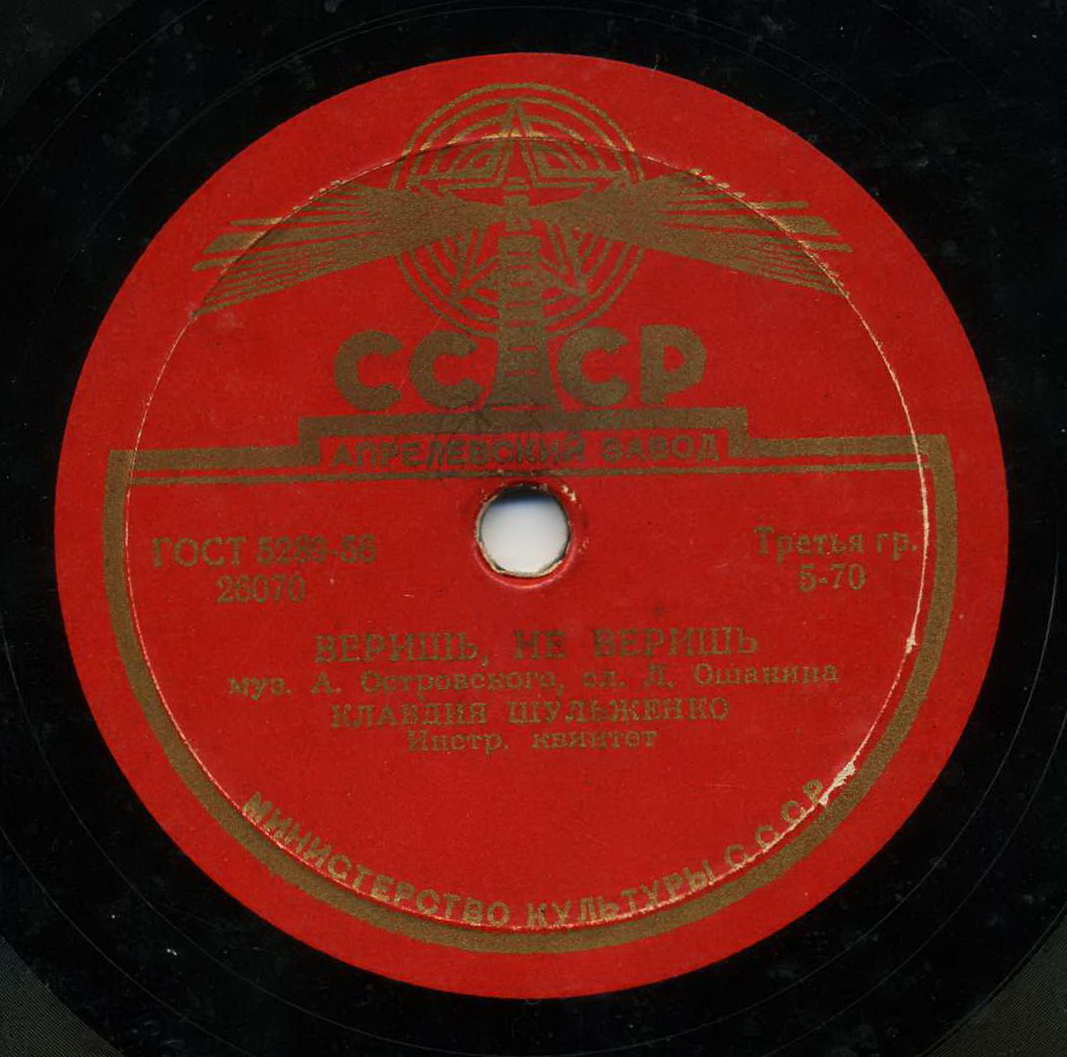 СССР
АПРЕЛЕВСКИЙ ЗАВОД
ГОСТ 5289-56
26070
Третья гр.
5-70
ВЕРИШЬ, НЕ ВЕРИШЬ
муз. А. Островского, сл. Л. Ошанина
КЛАВДИЯ ШУЛЬЖЕНКО
Инстр. квинтет
МИНИСТЕРСТВО КУЛЬТУРЫ СССР